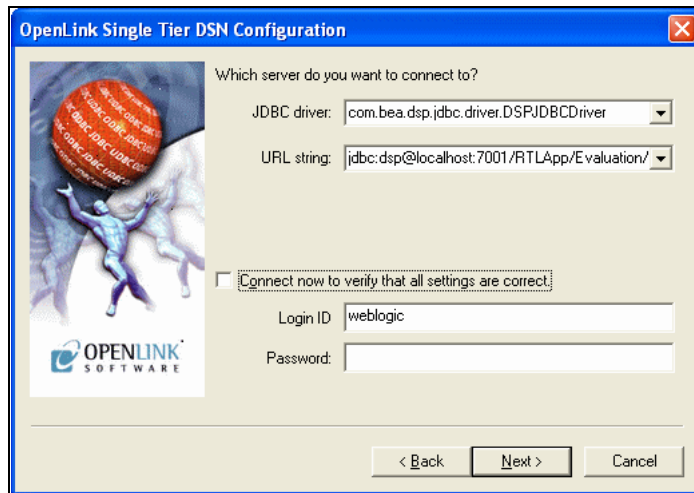 OpenLink Single Tier DSN Configuration
Which server do you want to connect to?
JDBC driver: com.bea.dsp.jdbc.driver.DSPJDBCDriver
URL string: jdbc:dsp@localhost:7001/RTLApp/Evaluation/
Connect now to verify that all settings are correct.
Login ID weblogic
Password:
OPENLINK
SOFTWARE
< Back Next > Cancel